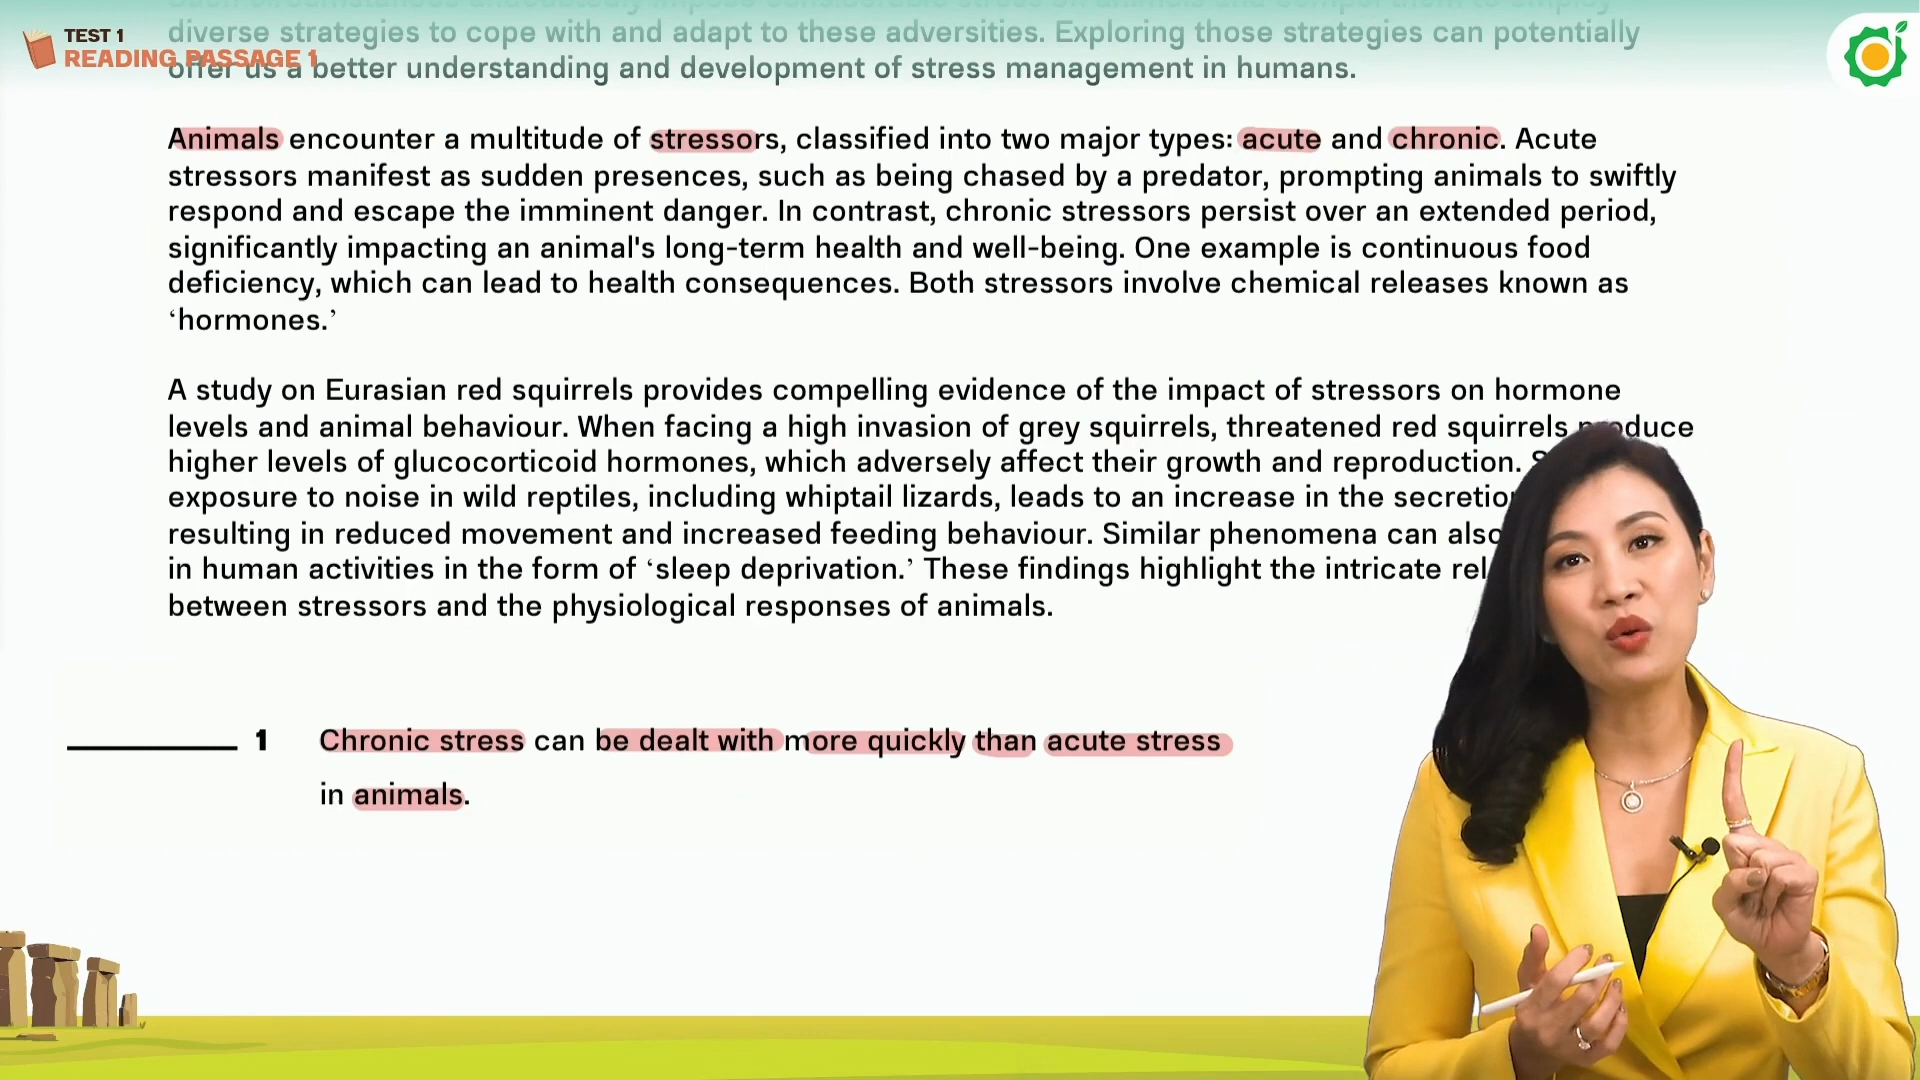 TEST 1
READING PASSAGE 1
diverse strategies to cope with and adapt to these adversities. Exploring those strategies can potentially
offer us a better understanding and development of stress management in humans.
Animals encounter a multitude of stressors, classified into two major types: acute and chronic. Acute
stressors manifest as sudden presences, such as being chased by a predator, prompting animals to swiftly
respond and escape the imminent danger. In contrast, chronic stressors persist over an extended period,
significantly impacting an animal's long-term health and well-being. One example is continuous food
deficiency, which can lead to health consequences. Both stressors involve chemical releases known as
‘hormones.’
A study on Eurasian red squirrels provides compelling evidence of the impact of stressors on hormone
levels and animal behaviour. When facing a high invasion of grey squirrels, threatened red squirrels produce
higher levels of glucocorticoid hormones, which adversely affect their growth and reproduction.
exposure to noise in wild reptiles, including whiptail lizards, leads to an increase in the
resulting in reduced movement and increased feeding behaviour. Similar phenomena can also
in human activities in the form of ‘sleep deprivation.’ These findings highlight the intricate
between stressors and the physiological responses of animals.
1 Chronic stress can be dealt with more quickly than acute stress
in animals.